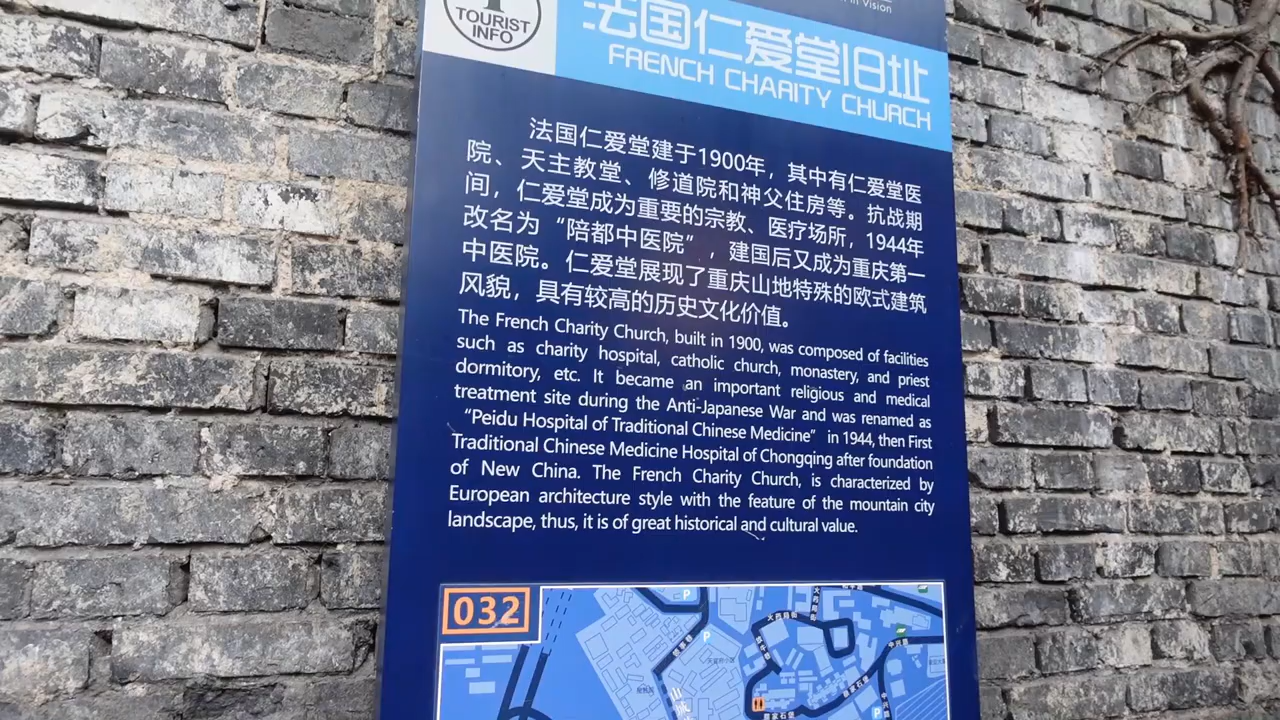 in Vision
TOURIST
INFO
法国仁爱堂旧址
FRENCH CHARITY CHURCH
法国仁爱堂建于1900年，其中有仁爱堂医
院、天主教堂、修道院和神父住房等。抗战期
间，仁爱堂成为重要的宗教、医疗场所，1944年
改名为“陪都中医院”，建国后又成为重庆第一
中医院。仁爱堂展现了重庆山地特殊的欧式建筑
风貌，具有较高的历史文化价值。
The French Charity Church, built in 1900, was composed of facilities
such as charity hospital, catholic church, monastery, and priest
dormitory, etc. It became an important religious and medical
treatment site during the Anti-Japanese War and was renamed as
“Peidu Hospital of Traditional Chinese Medicine” in 1944, then First
Traditional Chinese Medicine Hospital of Chongqing after foundation
of New China. The French Charity Church, is characterized by
European architecture style with the feature of the mountain city
landscape, thus, it is of great historical and cultural value.
032
P
P
P
中兴路
中兴路